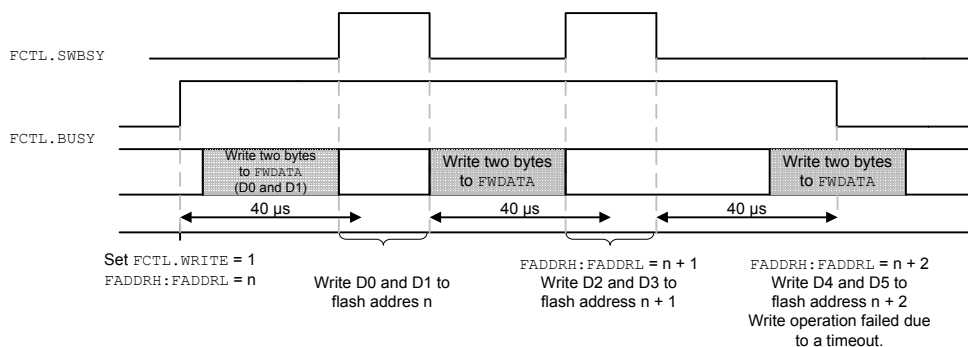 FCTL.SWBSY
FCTL.BUSY
Write two bytes
to FWDATA
(D0 and D1)
Write two bytes
to FWDATA
Write two bytes
to FWDATA
40 µs
40 µs
40 µs
Set FCTL.WRITE = 1
FADDRH:FADDRL = n
Write D0 and D1 to
flash addres n
FADDRH:FADDRL = n + 1
Write D2 and D3 to
flash address n + 1
FADDRH:FADDRL = n + 2
Write D4 and D5 to
flash address n + 2
Write operation failed due
to a timeout.